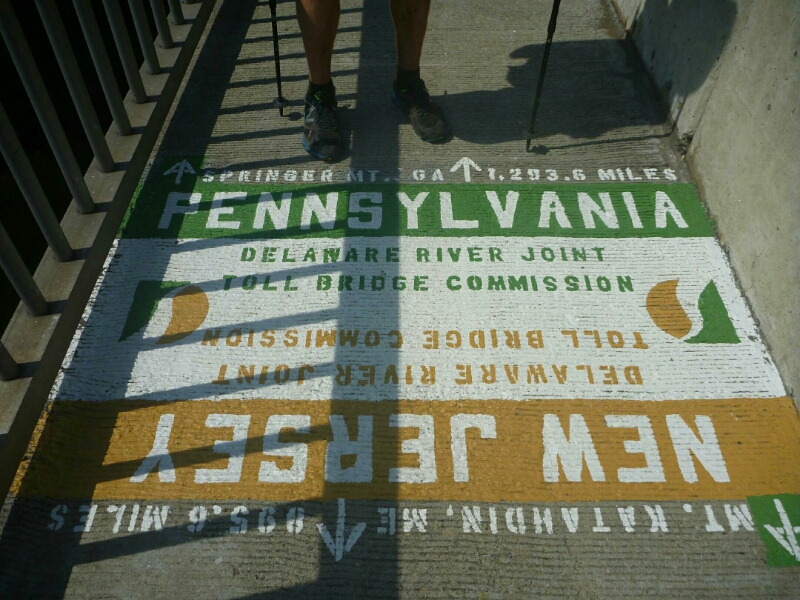 SPRINGER MT., GA 1,293.6 MILES
PENNSYLVANIA
DELAWARE RIVER JOINT
TOLL BRIDGE COMMISSION
TOLL BRIDGE COMMISSION
DELAWARE RIVER JOINT
NEW JERSEY
MT. KATAHDIN, ME 895.6 MILES